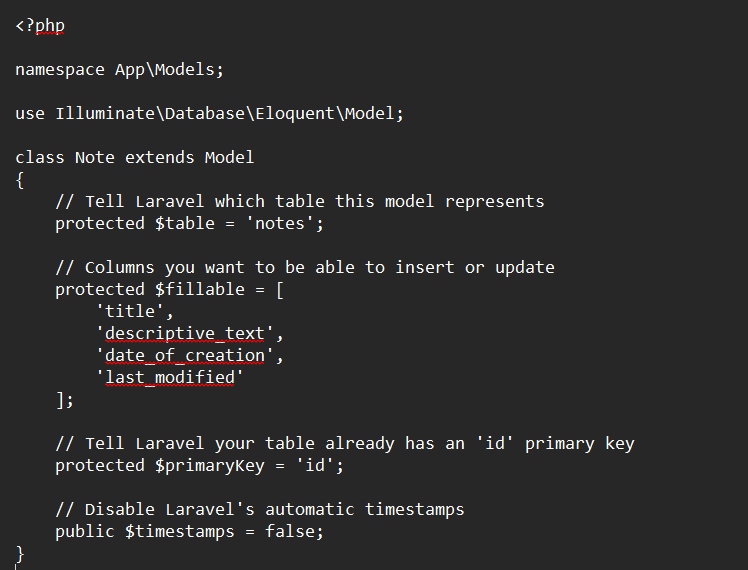 <?php
namespace App\Models;
use Illuminate\Database\Eloquent\Model;
class Note extends Model
{
    // Tell Laravel which table this model represents
    protected $table = 'notes';
    // Columns you want to be able to insert or update
    protected $fillable = [
        'title',
        'descriptive_text',
        'date_of_creation',
        'last_modified'
    ];
    // Tell Laravel your table already has an 'id' primary key
    protected $primaryKey = 'id';
    // Disable Laravel's automatic timestamps
    public $timestamps = false;
}